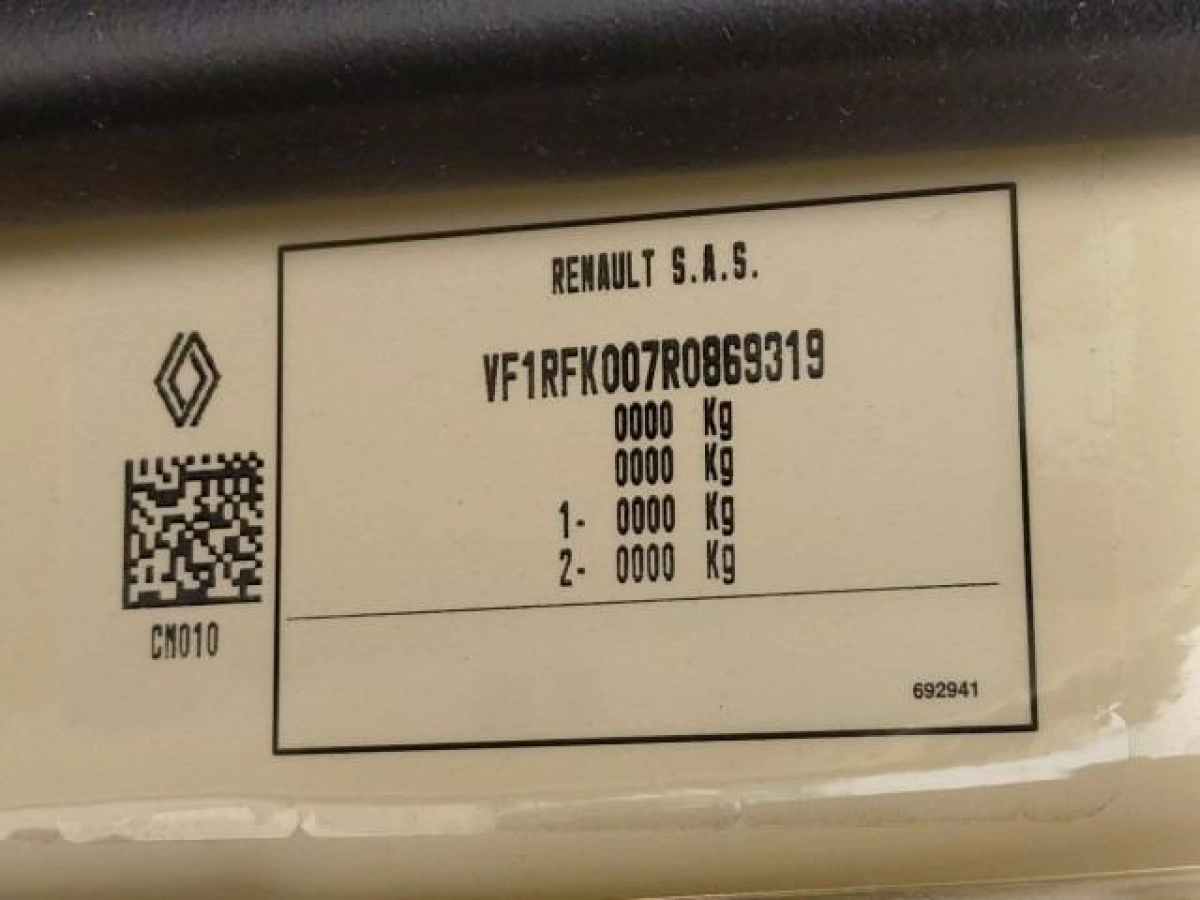 RENAULT S.A.S.
VF1RFK007R0869319
0000 Kg
0000 Kg
1- 0000 Kg
2- 0000 Kg
CM010
692941